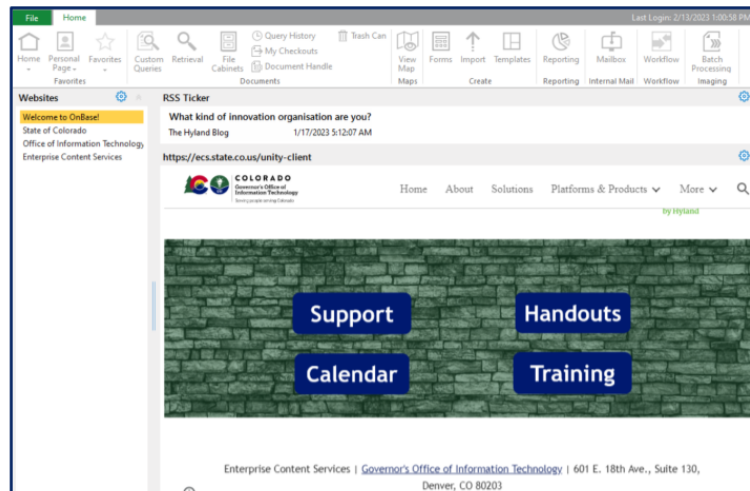 File Home Last Login: 2/13/2023 1:00:58 PM
Home Personal Page Favorites
Custom Queries Retrieval File Cabinets
Query History
My Checkouts
Document Handle
Trash Can
View Map Forms Import Templates Reporting Mailbox Workflow Batch Processing
Favorites Documents Maps Create Reporting Internal Mail Workflow Imaging
Websites
Welcome to OnBase!
State of Colorado
Office of Information Technology
Enterprise Content Services
RSS Ticker
What kind of innovation organisation are you?
The Hyland Blog 1/17/2023 5:12:07 AM
https://ecs.state.co.us/unity-client
COLORADO
Governor's Office of
Information Technology
Serving people serving Colorado
Home About Solutions Platforms & Products More
by Hyland
Support Handouts
Calendar Training
Enterprise Content Services | Governor's Office of Information Technology | 601 E. 18th Ave., Suite 130,
Denver, CO 80203